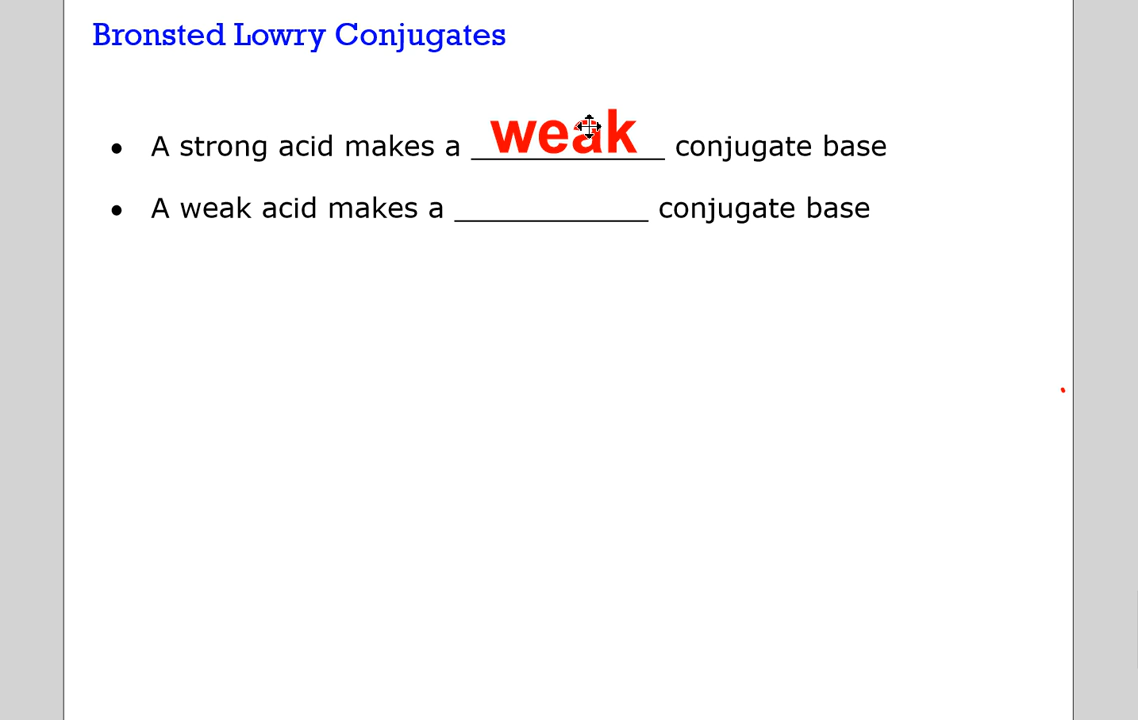 Bronsted Lowry Conjugates
• A strong acid makes a weak conjugate base
• A weak acid makes a ____________ conjugate base